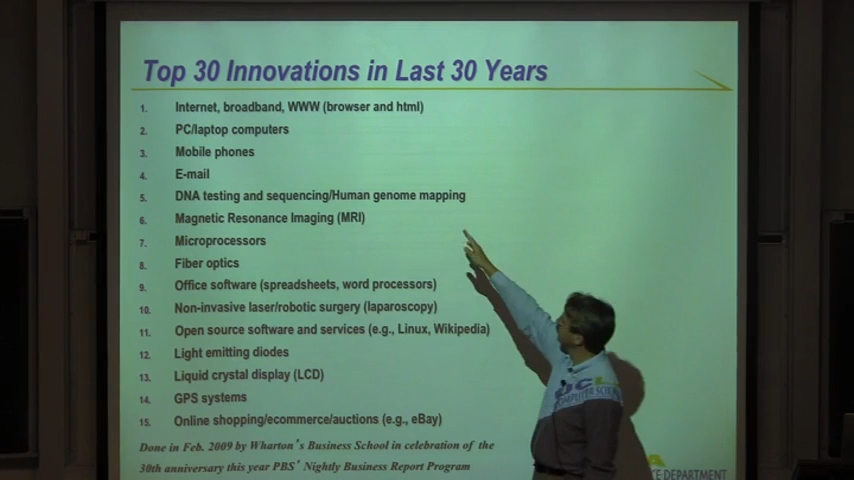 Top 30 Innovations in Last 30 Years
1. Internet, broadband, WWW (browser and html)
2. PC/laptop computers
3. Mobile phones
4. E-mail
5. DNA testing and sequencing/Human genome mapping
6. Magnetic Resonance Imaging (MRI)
7. Microprocessors
8. Fiber optics
9. Office software (spreadsheets, word processors)
10. Non-invasive laser/robotic surgery (laparoscopy)
11. Open source software and services (e.g., Linux, Wikipedia)
12. Light emitting diodes
13. Liquid crystal display (LCD)
14. GPS systems
15. Online shopping/ecommerce/auctions (e.g., eBay)
Done in Feb. 2009 by Wharton's Business School in celebration of the
30th anniversary this year PBS' Nightly Business Report Program
DEPARTMENT